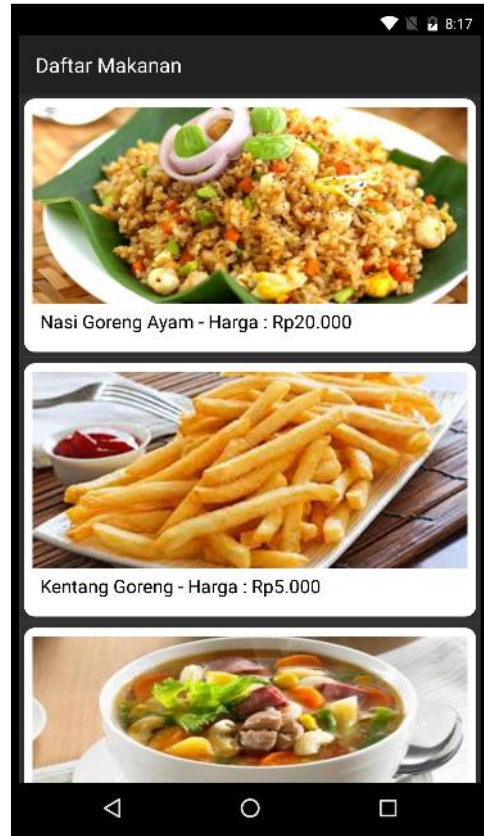 8:17
Daftar Makanan
Nasi Goreng Ayam - Harga : Rp20.000
Kentang Goreng - Harga : Rp5.000